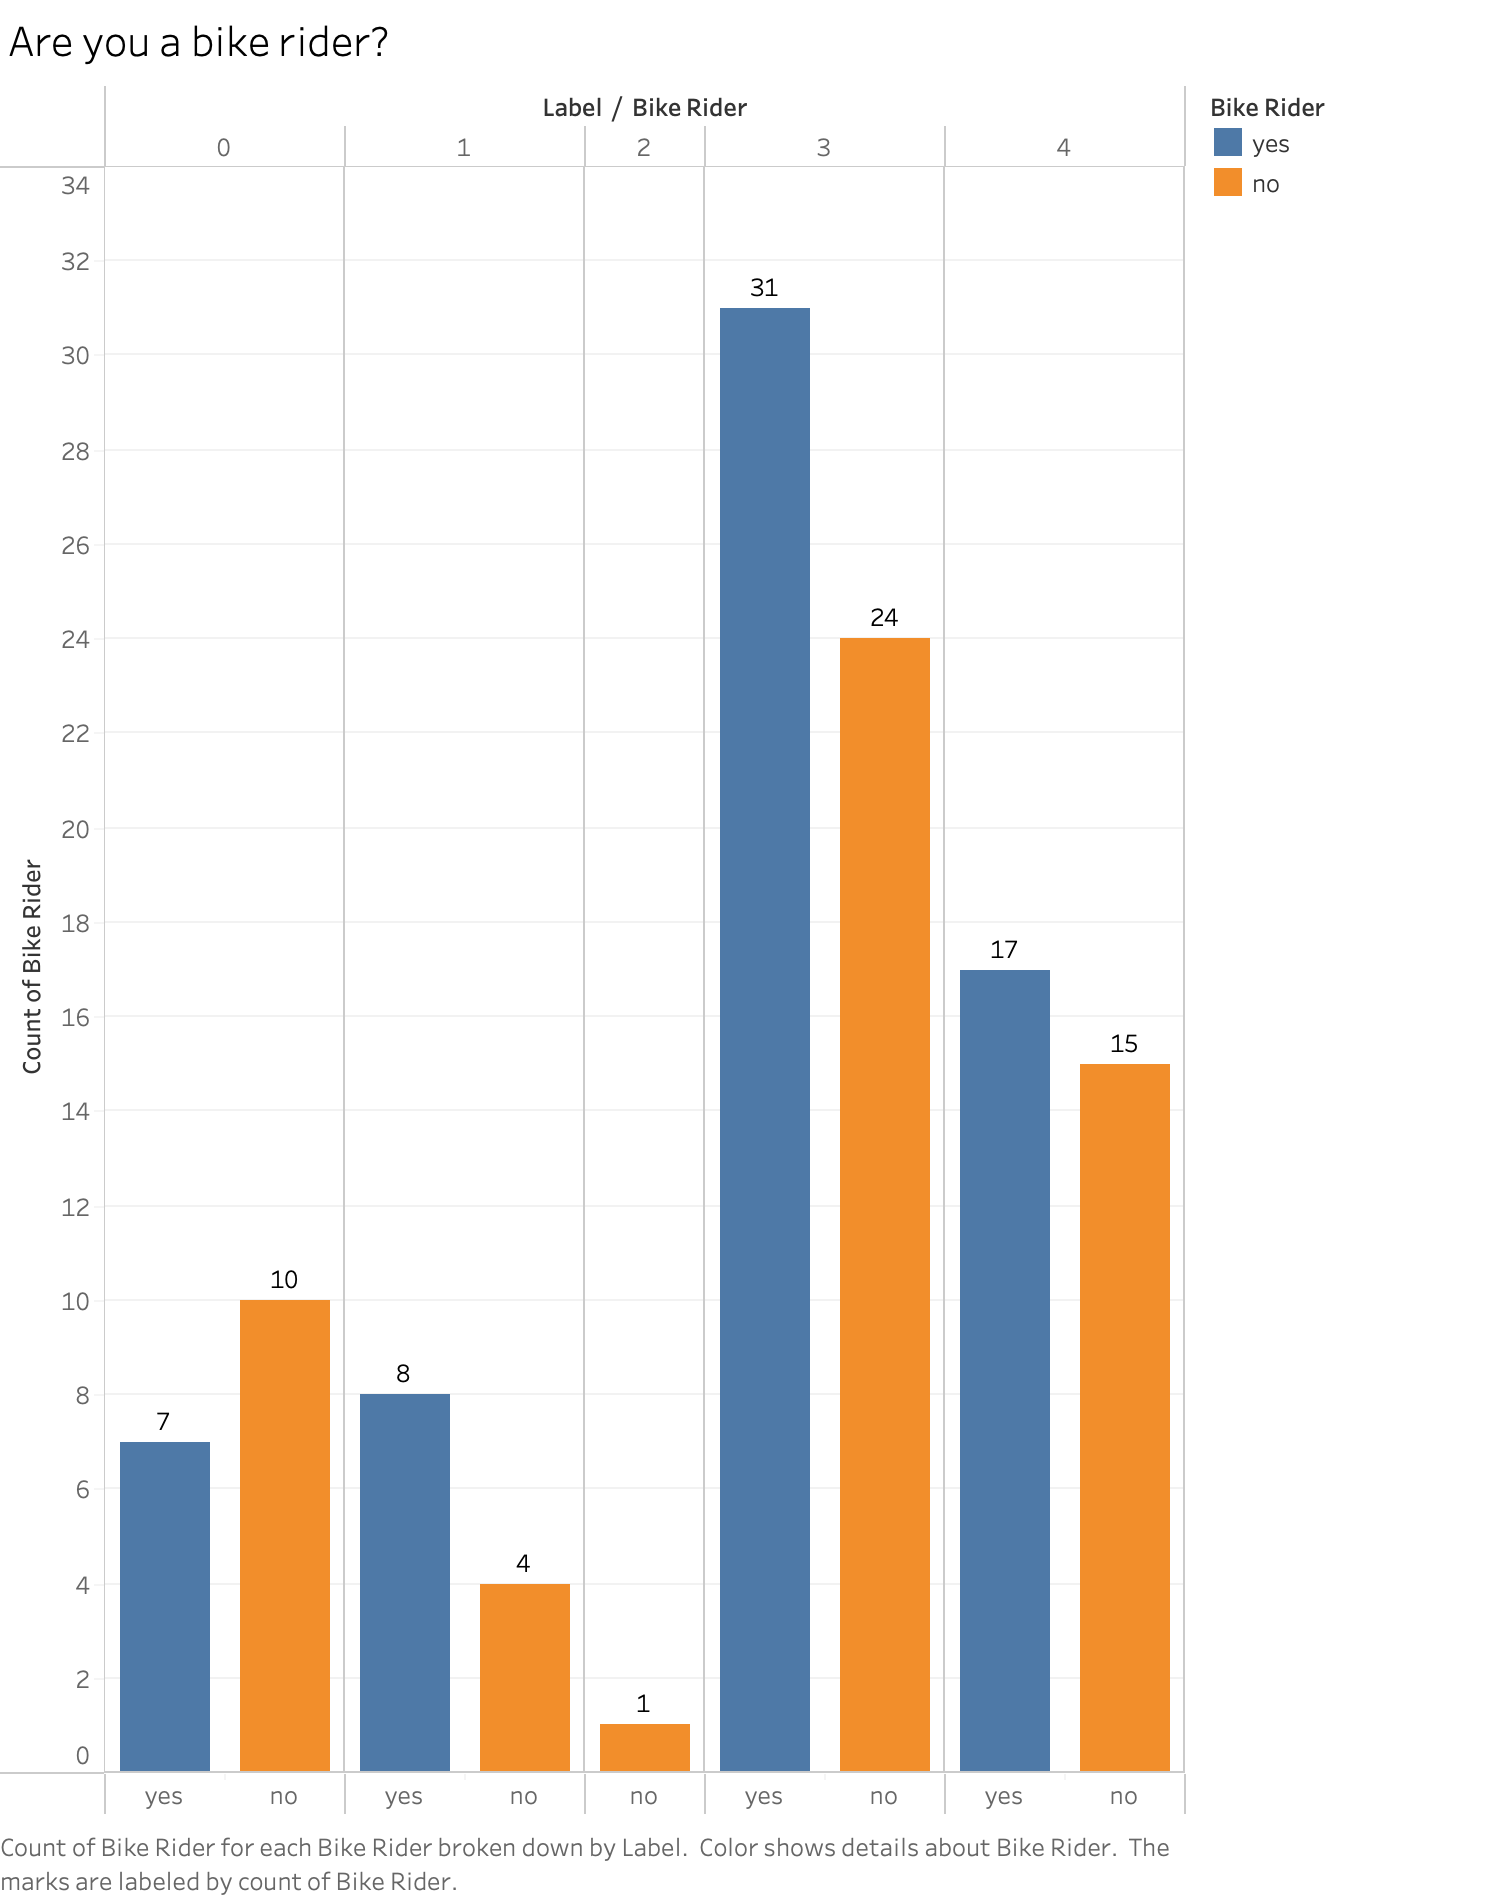 Are you a bike rider?
Label / Bike Rider
0 1 2 3 4
Bike Rider
yes
no
34
32
30
28
26
24
22
20
18
16
14
12
10
8
6
4
2
0
Count of Bike Rider
7
10
8
4
1
31
24
17
15
yes no yes no no yes no yes no
Count of Bike Rider for each Bike Rider broken down by Label. Color shows details about Bike Rider. The
marks are labeled by count of Bike Rider.